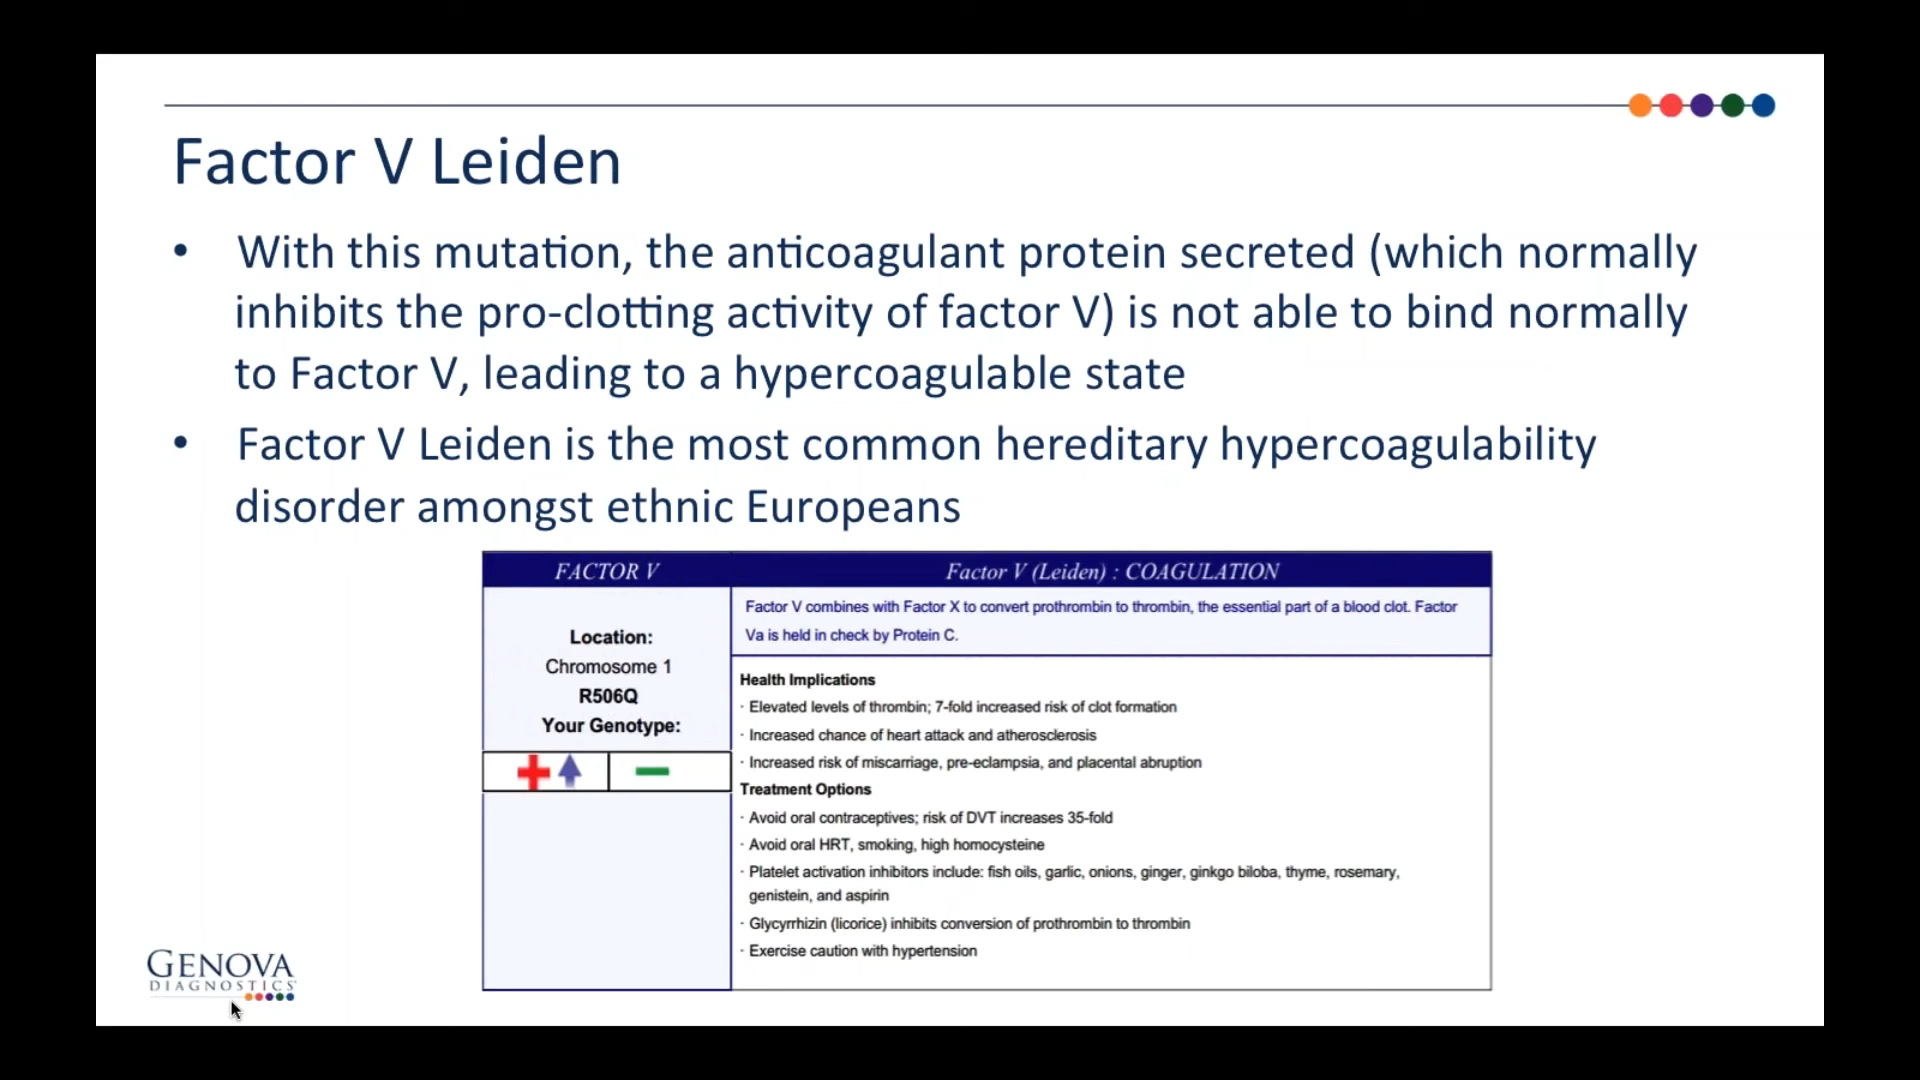 Factor V Leiden
• With this mutation, the anticoagulant protein secreted (which normally
inhibits the pro-clotting activity of factor V) is not able to bind normally
to Factor V, leading to a hypercoagulable state
• Factor V Leiden is the most common hereditary hypercoagulability
disorder amongst ethnic Europeans
FACTOR V
Location:
Chromosome 1
R506Q
Your Genotype:
Factor V (Leiden) : COAGULATION
Factor V combines with Factor X to convert prothrombin to thrombin, the essential part of a blood clot. Factor
Va is held in check by Protein C.
Health Implications
· Elevated levels of thrombin; 7-fold increased risk of clot formation
· Increased chance of heart attack and atherosclerosis
· Increased risk of miscarriage, pre-eclampsia, and placental abruption
Treatment Options
· Avoid oral contraceptives; risk of DVT increases 35-fold
· Avoid oral HRT, smoking, high homocysteine
· Platelet activation inhibitors include: fish oils, garlic, onions, ginger, ginkgo biloba, thyme, rosemary,
genistein, and aspirin
· Glycyrrhizin (licorice) inhibits conversion of prothrombin to thrombin
· Exercise caution with hypertension
GENOVA
DIAGNOSTICS